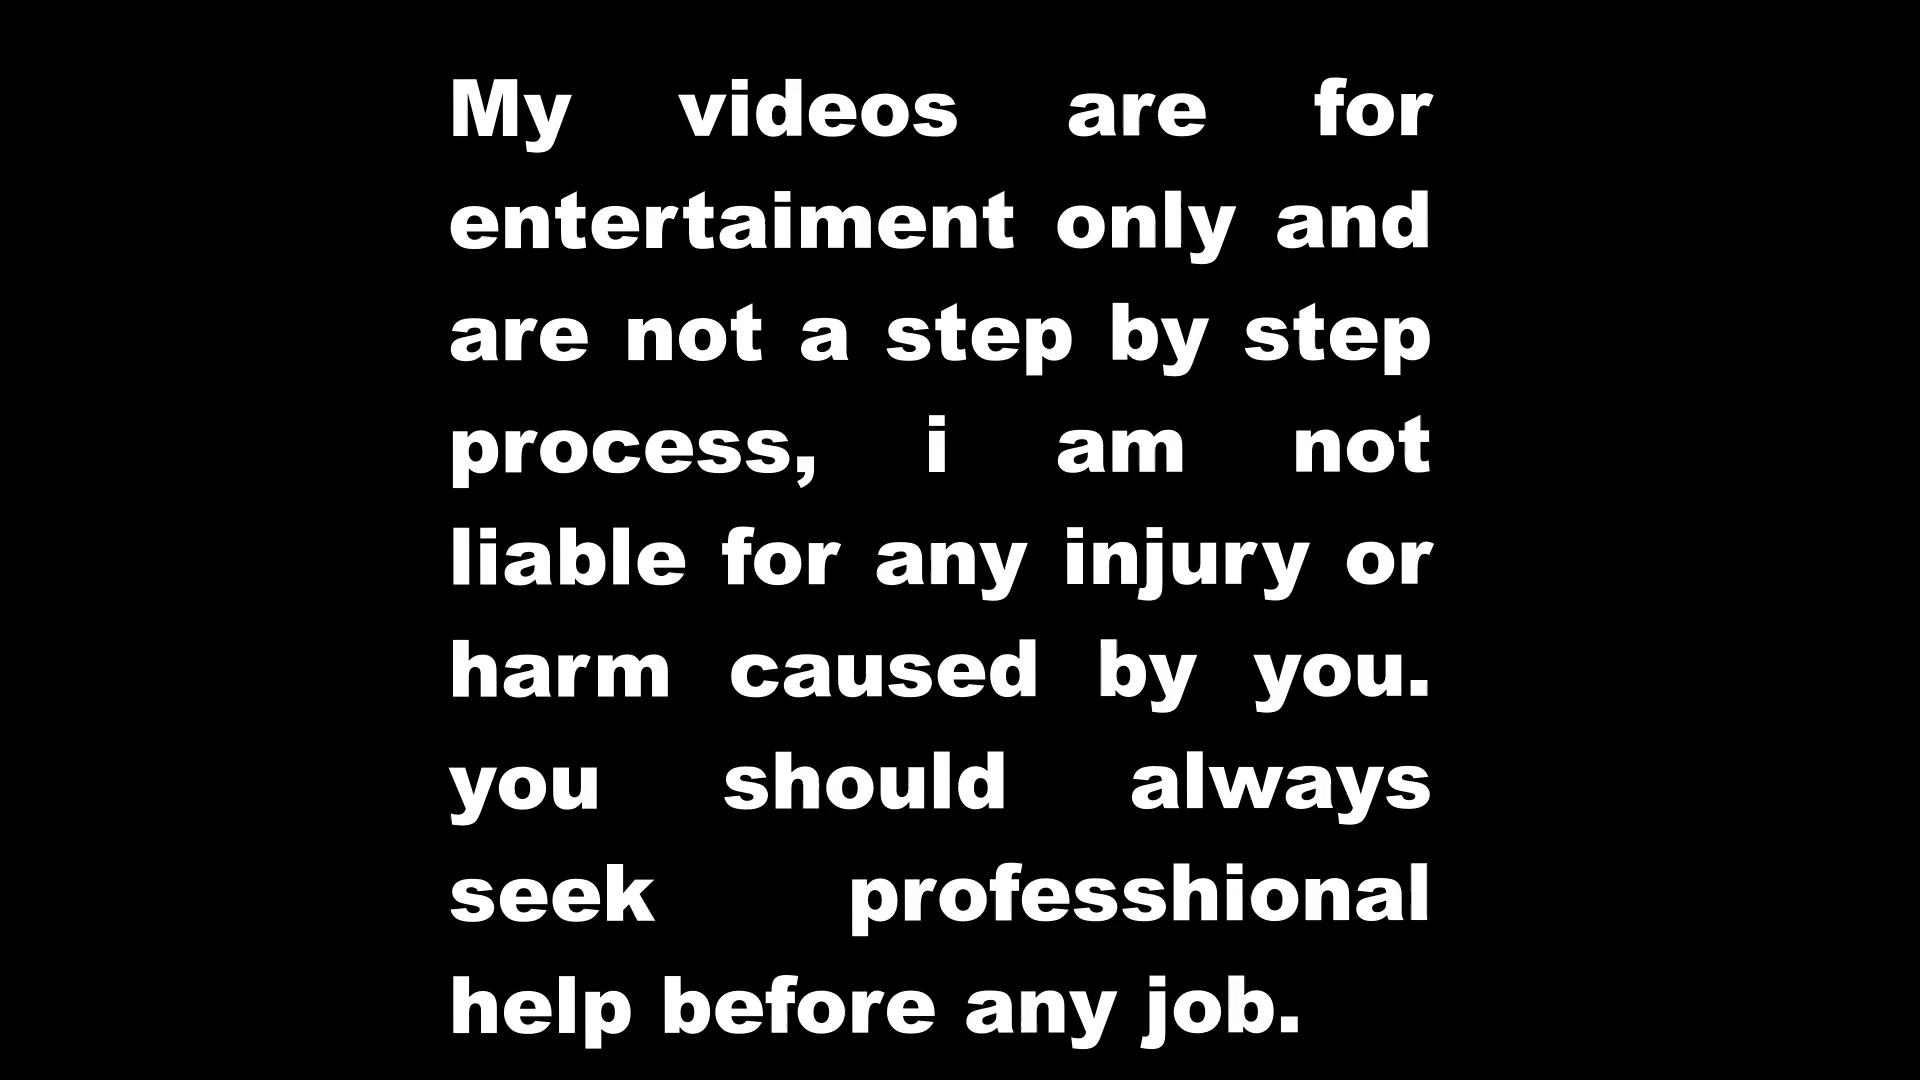 My videos are for
entertaiment only and
are not a step by step
process, i am not
liable for any injury or
harm caused by you.
you should always
seek professhional
help before any job.